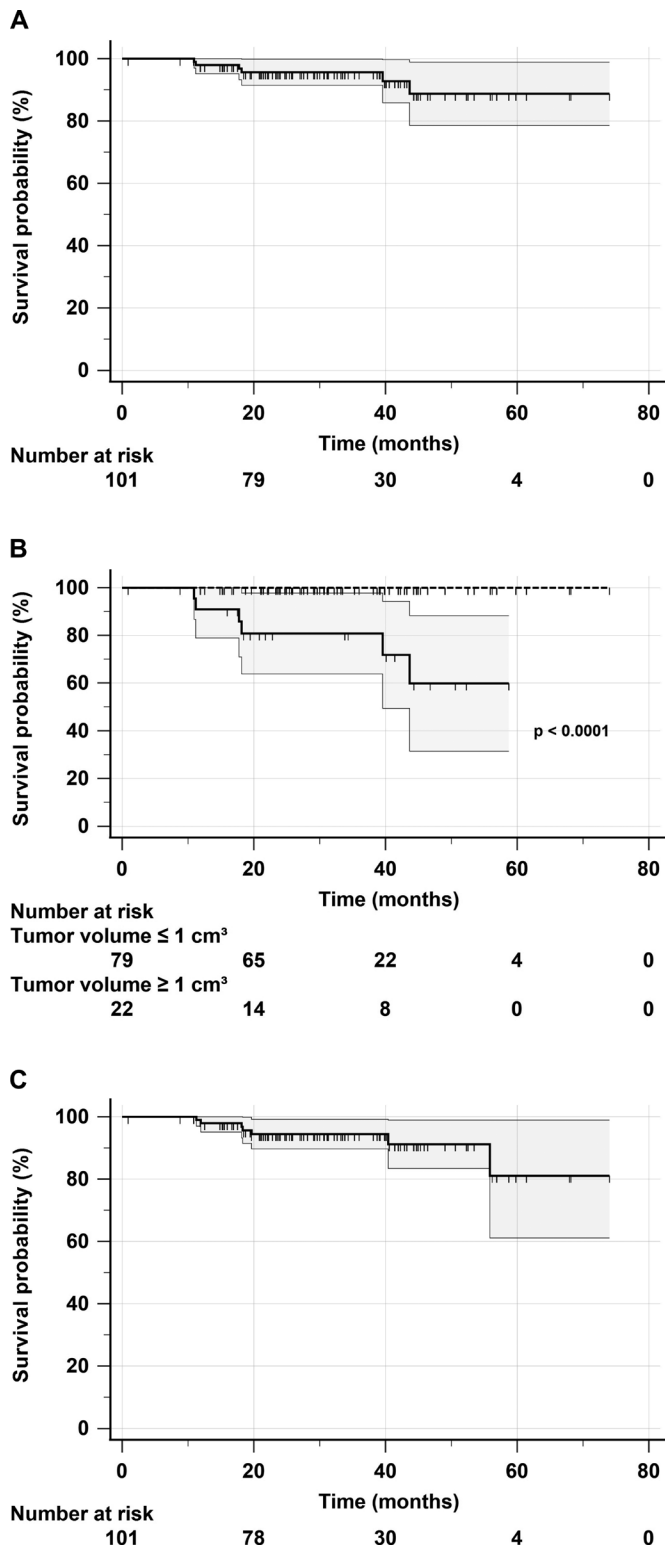 A
Survival probability (%)
100
80
60
40
20
0
0 20 40 60 80
Time (months)
Number at risk
101 79 30 4 0
B
Survival probability (%)
100
80
60
40
20
0
p < 0.0001
0 20 40 60 80
Time (months)
Number at risk
Tumor volume ≤ 1 cm³
79 65 22 4 0
Tumor volume ≥ 1 cm³
22 14 8 0 0
C
Survival probability (%)
100
80
60
40
20
0
0 20 40 60 80
Time (months)
Number at risk
101 78 30 4 0